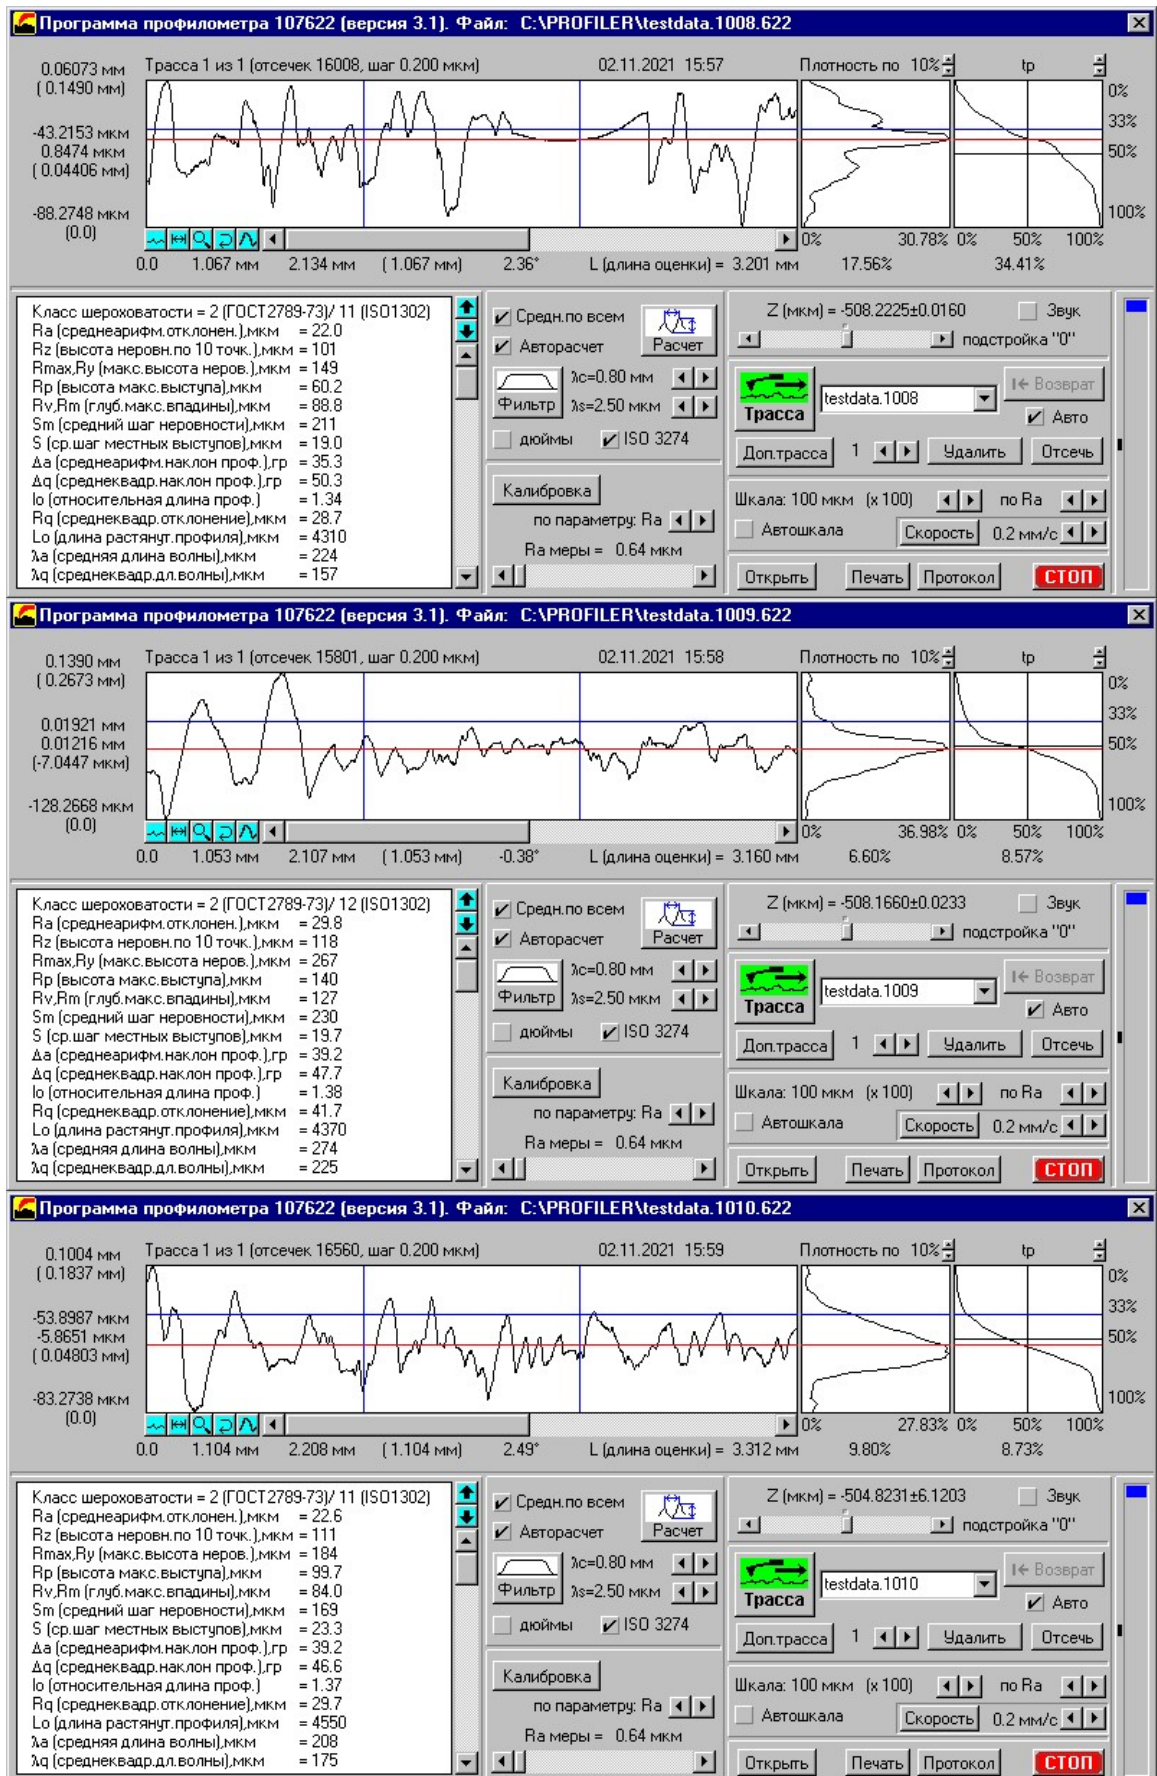 Программа профилометра 107622 (версия 3.1). Файл: C:\PROFILER\testdata.1008.622
0.06073 мм
( 0.1490 мм)
Трасса 1 из 1 (отсечек 16008, шаг 0.200 мкм)
02.11.2021 15:57
Плотность по 10%
tp
0%
33%
-43.2153 мкм
0.8474 мкм
( 0.04406 мм)
50%
-88.2748 мкм
(0.0)
100%
0%
30.78%
0%
50%
100%
0.0
1.067 мм
2.134 мм
( 1.067 мм)
2.36°
L (длина оценки) = 3.201 мм
17.56%
34.41%
Класс шероховатости = 2 (ГОСТ2789-73)/ 11 (ISO1302)
Ra (среднеарифм.отклонен.),мкм = 22.0
Rz (высота неровн.по 10 точк.),мкм = 101
Rmax,Ry (макс.высота неров.),мкм = 149
Rp (высота макс.выступа),мкм = 60.2
Rv,Rm (глуб.макс.впадины),мкм = 88.8
Sm (средний шаг неровности),мкм = 211
S (ср.шаг местных выступов),мкм = 19.0
Δa (среднеарифм.наклон проф.),гр = 35.3
Δq (среднеквадр.наклон проф.),гр = 50.3
lo (относительная длина проф.) = 1.34
Rq (среднеквадр.отклонение),мкм = 28.7
Lo (длина растянут.профиля),мкм = 4310
λa (средняя длина волны),мкм = 224
λq (среднеквадр.дл.волны),мкм = 157
Средн.по всем
Авторасчет
Расчет
Фильтр
λc=0.80 мм
λs=2.50 мкм
дюймы
ISO 3274
Калибровка
по параметру: Ra
Ra меры = 0.64 мкм
Z (мкм) = -508.2225±0.0160
Звук
подстройка "0"
Трасса
testdata.1008
Возврат
Авто
Доп.трасса
1
Удалить
Отсечь
Шкала: 100 мкм (x 100)
по Ra
Автошкала
Скорость
0.2 мм/с
Открыть
Печать
Протокол
СТОП
Программа профилометра 107622 (версия 3.1). Файл: C:\PROFILER\testdata.1009.622
0.1390 мм
( 0.2673 мм)
Трасса 1 из 1 (отсечек 15801, шаг 0.200 мкм)
02.11.2021 15:58
Плотность по 10%
tp
0%
33%
0.01921 мм
0.01216 мм
(-7.0447 мкм)
50%
-128.2668 мкм
(0.0)
100%
0%
36.98%
0%
50%
100%
0.0
1.053 мм
2.107 мм
( 1.053 мм)
-0.38°
L (длина оценки) = 3.160 мм
6.60%
8.57%
Класс шероховатости = 2 (ГОСТ2789-73)/ 12 (ISO1302)
Ra (среднеарифм.отклонен.),мкм = 29.8
Rz (высота неровн.по 10 точк.),мкм = 118
Rmax,Ry (макс.высота неров.),мкм = 267
Rp (высота макс.выступа),мкм = 140
Rv,Rm (глуб.макс.впадины),мкм = 127
Sm (средний шаг неровности),мкм = 230
S (ср.шаг местных выступов),мкм = 19.7
Δa (среднеарифм.наклон проф.),гр = 39.2
Δq (среднеквадр.наклон проф.),гр = 47.7
lo (относительная длина проф.) = 1.38
Rq (среднеквадр.отклонение),мкм = 41.7
Lo (длина растянут.профиля),мкм = 4370
λa (средняя длина волны),мкм = 274
λq (среднеквадр.дл.волны),мкм = 225
Средн.по всем
Авторасчет
Расчет
Фильтр
λc=0.80 мм
λs=2.50 мкм
дюймы
ISO 3274
Калибровка
по параметру: Ra
Ra меры = 0.64 мкм
Z (мкм) = -508.1660±0.0233
Звук
подстройка "0"
Трасса
testdata.1009
Возврат
Авто
Доп.трасса
1
Удалить
Отсечь
Шкала: 100 мкм (x 100)
по Ra
Автошкала
Скорость
0.2 мм/с
Открыть
Печать
Протокол
СТОП
Программа профилометра 107622 (версия 3.1). Файл: C:\PROFILER\testdata.1010.622
0.1004 мм
( 0.1837 мм)
Трасса 1 из 1 (отсечек 16560, шаг 0.200 мкм)
02.11.2021 15:59
Плотность по 10%
tp
0%
33%
-53.8987 мкм
-5.8651 мкм
( 0.04803 мм)
50%
-83.2738 мкм
(0.0)
100%
0%
27.83%
0%
50%
100%
0.0
1.104 мм
2.208 мм
( 1.104 мм)
2.49°
L (длина оценки) = 3.312 мм
9.80%
8.73%
Класс шероховатости = 2 (ГОСТ2789-73)/ 11 (ISO1302)
Ra (среднеарифм.отклонен.),мкм = 22.6
Rz (высота неровн.по 10 точк.),мкм = 111
Rmax,Ry (макс.высота неров.),мкм = 184
Rp (высота макс.выступа),мкм = 99.7
Rv,Rm (глуб.макс.впадины),мкм = 84.0
Sm (средний шаг неровности),мкм = 169
S (ср.шаг местных выступов),мкм = 23.3
Δa (среднеарифм.наклон проф.),гр = 39.2
Δq (среднеквадр.наклон проф.),гр = 46.6
lo (относительная длина проф.) = 1.37
Rq (среднеквадр.отклонение),мкм = 29.7
Lo (длина растянут.профиля),мкм = 4550
λa (средняя длина волны),мкм = 208
λq (среднеквадр.дл.волны),мкм = 175
Средн.по всем
Авторасчет
Расчет
Фильтр
λc=0.80 мм
λs=2.50 мкм
дюймы
ISO 3274
Калибровка
по параметру: Ra
Ra меры = 0.64 мкм
Z (мкм) = -504.8231±6.1203
Звук
подстройка "0"
Трасса
testdata.1010
Возврат
Авто
Доп.трасса
1
Удалить
Отсечь
Шкала: 100 мкм (x 100)
по Ra
Автошкала
Скорость
0.2 мм/с
Открыть
Печать
Протокол
СТОП